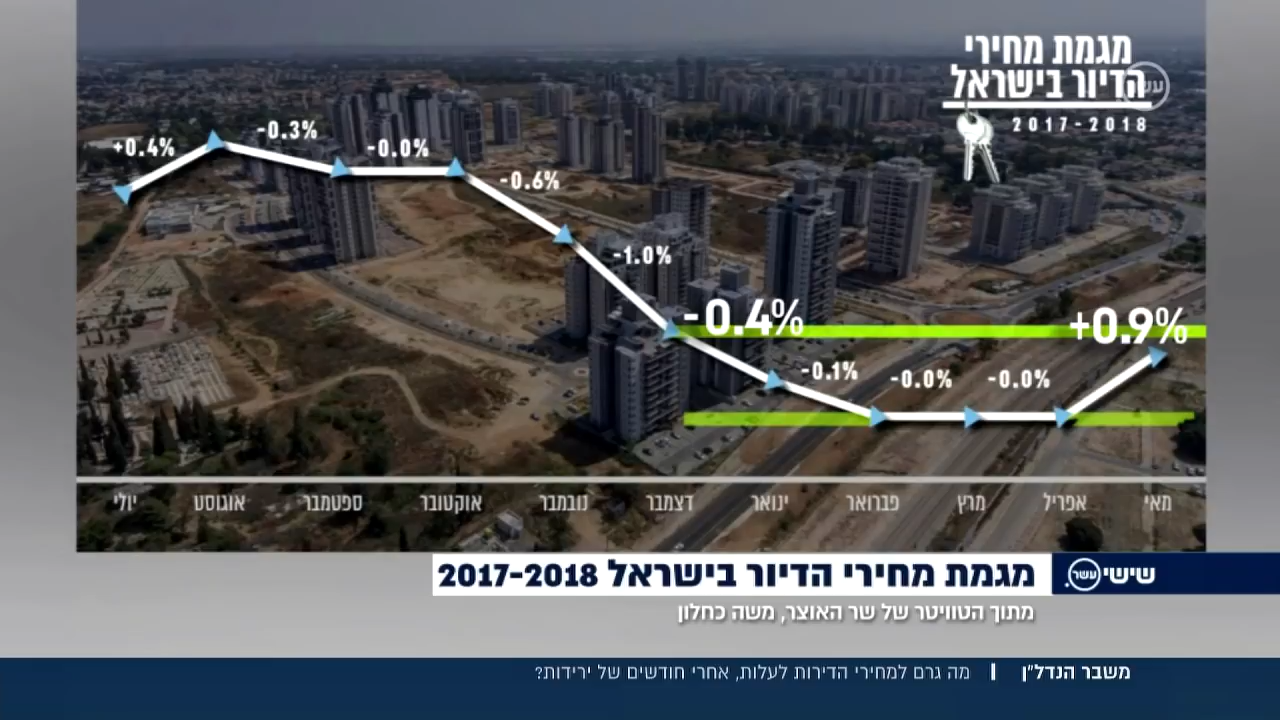 מגמת מחירי
הדיור בישראל
עשר
2017-2018
+0.4%
-0.3%
-0.0%
-0.6%
-1.0%
-0.4%
-0.1%
-0.0%
-0.0%
+0.9%
יולי אוגוסט ספטמבר אוקטובר נובמבר דצמבר ינואר פברואר מרץ אפריל מאי
שישי עשר.
מגמת מחירי הדיור בישראל 2017-2018
מתוך הטוויטר של שר האוצר, משה כחלון
משבר הנדל"ן | מה גרם למחירי הדירות לעלות, אחרי חודשים של ירידות?